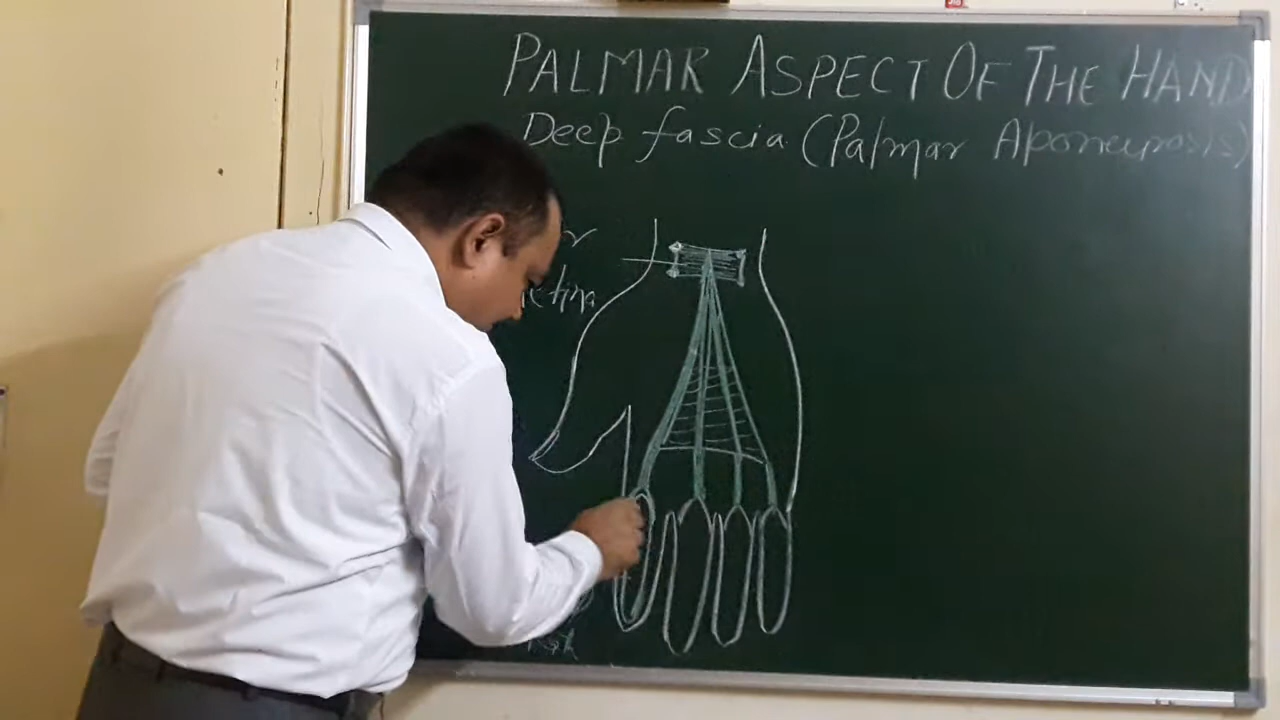 PALMAR ASPECT OF THE HAND
Deep fascia (Palmar Aponeurosis)